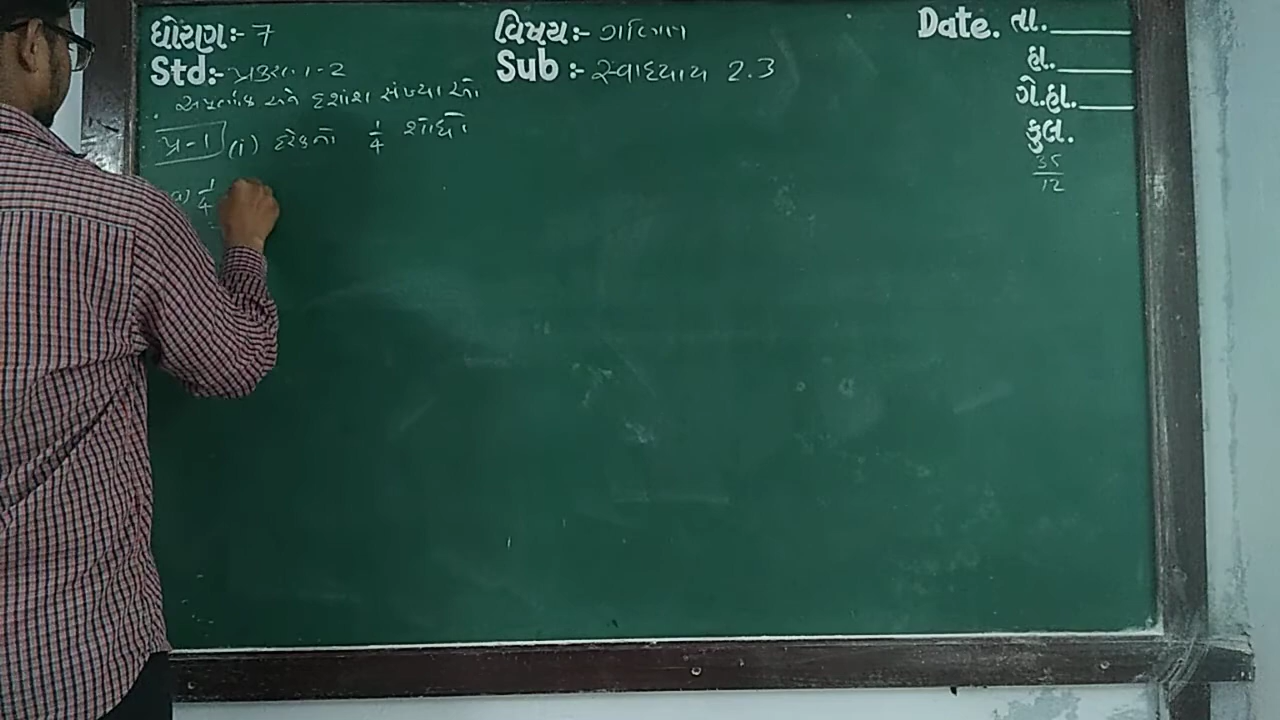 ધોરણ:- 7
વિષય:- ગણિત
Date. તા.
Std:- પ્રકરણ-2
Sub :- સ્વાધ્યાય 2.3
હા.
અપૂર્ણાંક અને દશાંશ સંખ્યાઓ
ગે.હા.
પ્ર-1 (i) દરેકનો 1/4 શોધો
કુલ.
35/12
a) 1/4